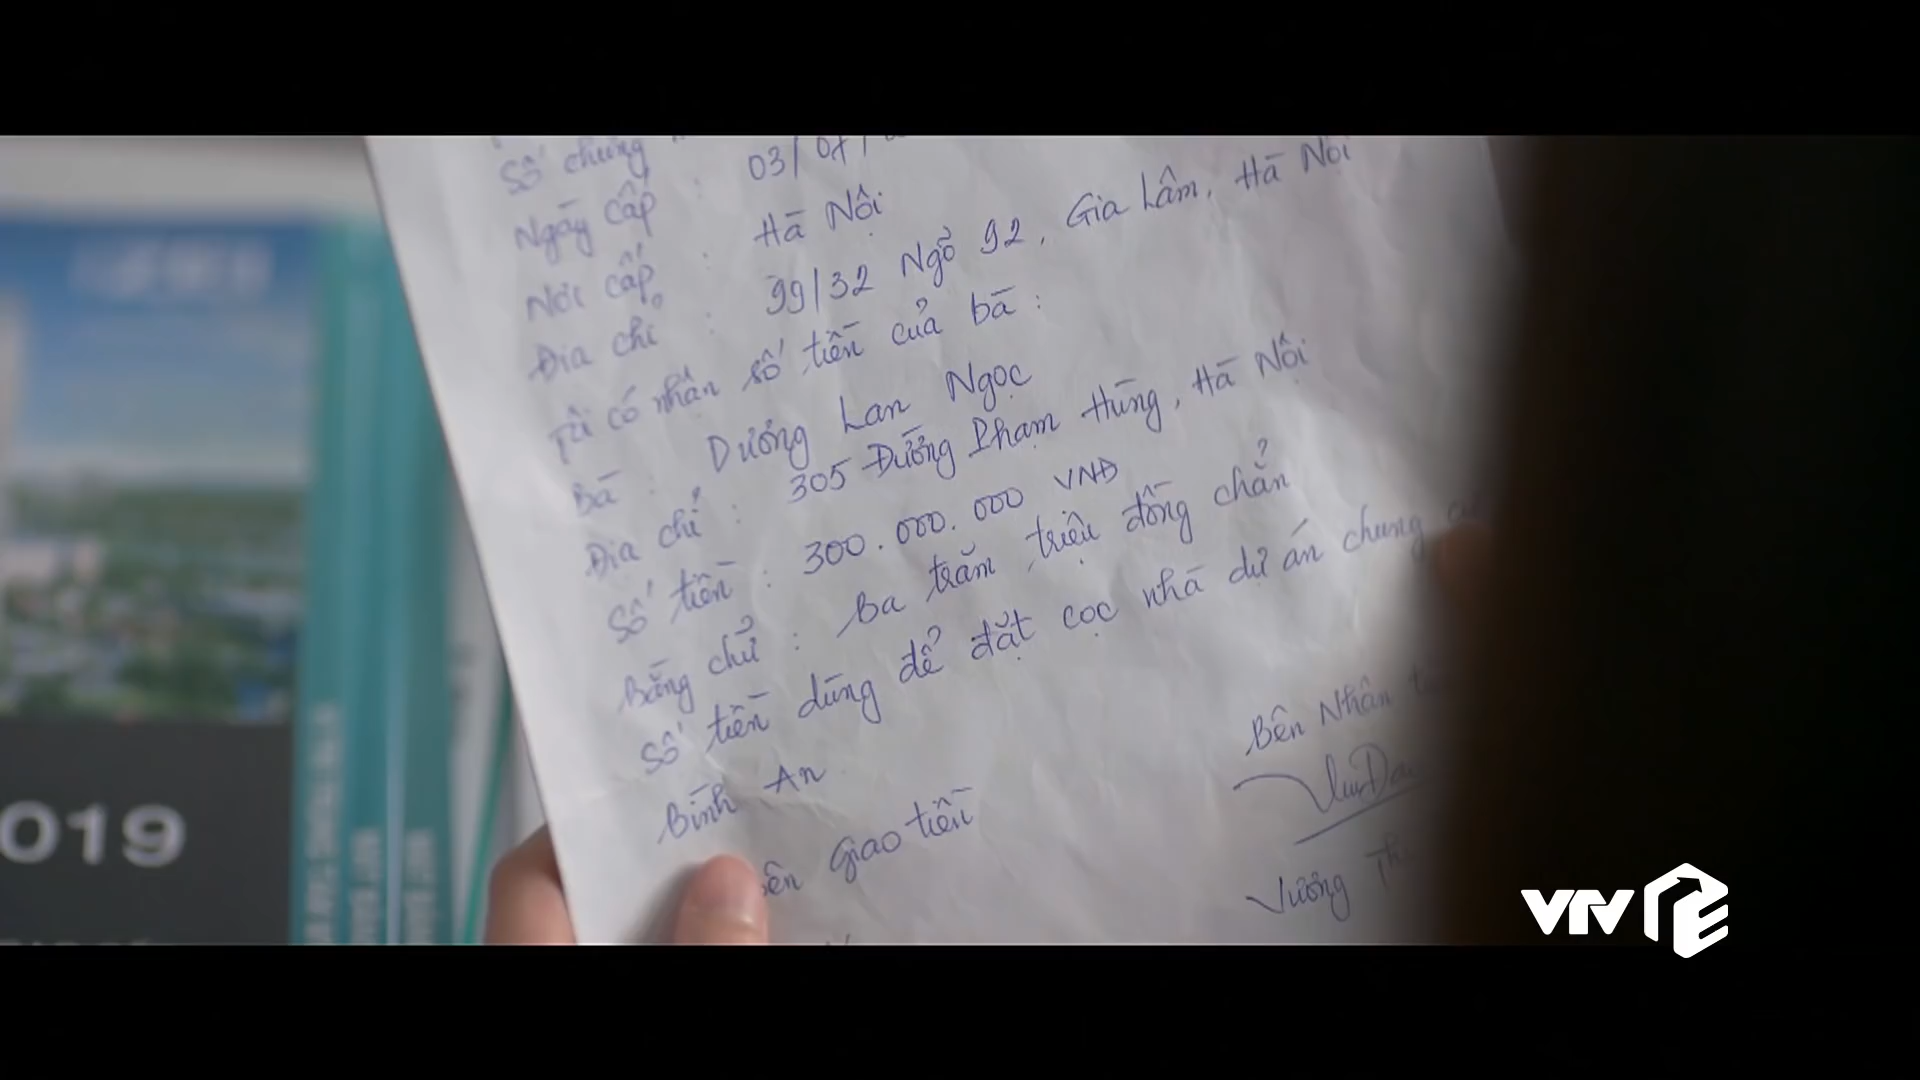 Số chứng
Ngày cấp : 03/07/
Nơi cấp : Hà Nội
Địa chỉ : 99/32 Ngõ 92, Gia Lâm, Hà Nội
Tôi có nhận số tiền của bà :
Bà : Dương Lan Ngọc
Địa chỉ : 305 Đường Phạm Hùng, Hà Nội
Số tiền : 300.000.000 VNĐ
Bằng chữ : Ba trăm triệu đồng chẵn
Số tiền dùng để đặt cọc nhà dự án chung
Bình An
Bên giao tiền
Bên Nhận
Vương Th
019
VTV